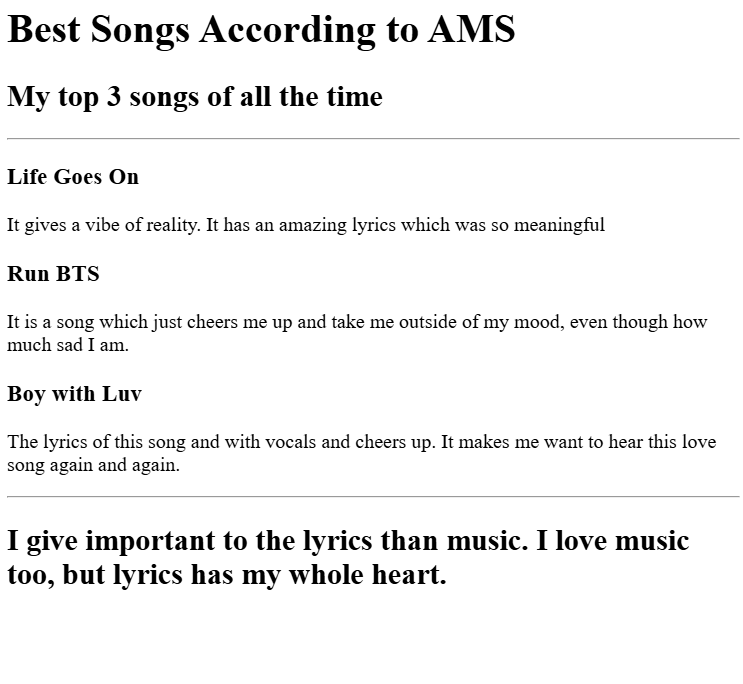 Best Songs According to AMS
My top 3 songs of all the time
Life Goes On
It gives a vibe of reality. It has an amazing lyrics which was so meaningful
Run BTS
It is a song which just cheers me up and take me outside of my mood, even though how
much sad I am.
Boy with Luv
The lyrics of this song and with vocals and cheers up. It makes me want to hear this love
song again and again.
I give important to the lyrics than music. I love music
too, but lyrics has my whole heart.